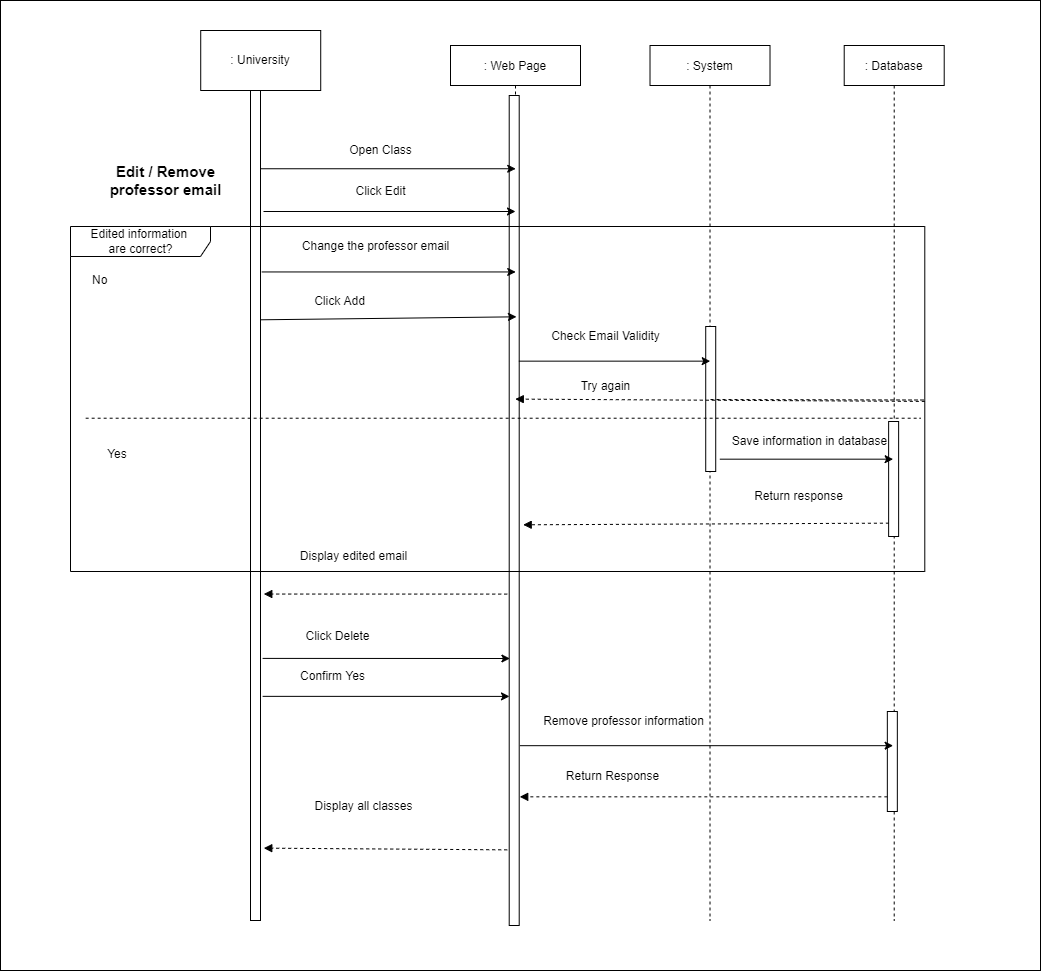 : University
: Web Page
: System
: Database
Open Class
Edit / Remove
professor email
Click Edit
Edited information
are correct?
Change the professor email
No
Click Add
Check Email Validity
Try again
Save information in database
Yes
Return response
Display edited email
Click Delete
Confirm Yes
Remove professor information
Return Response
Display all classes